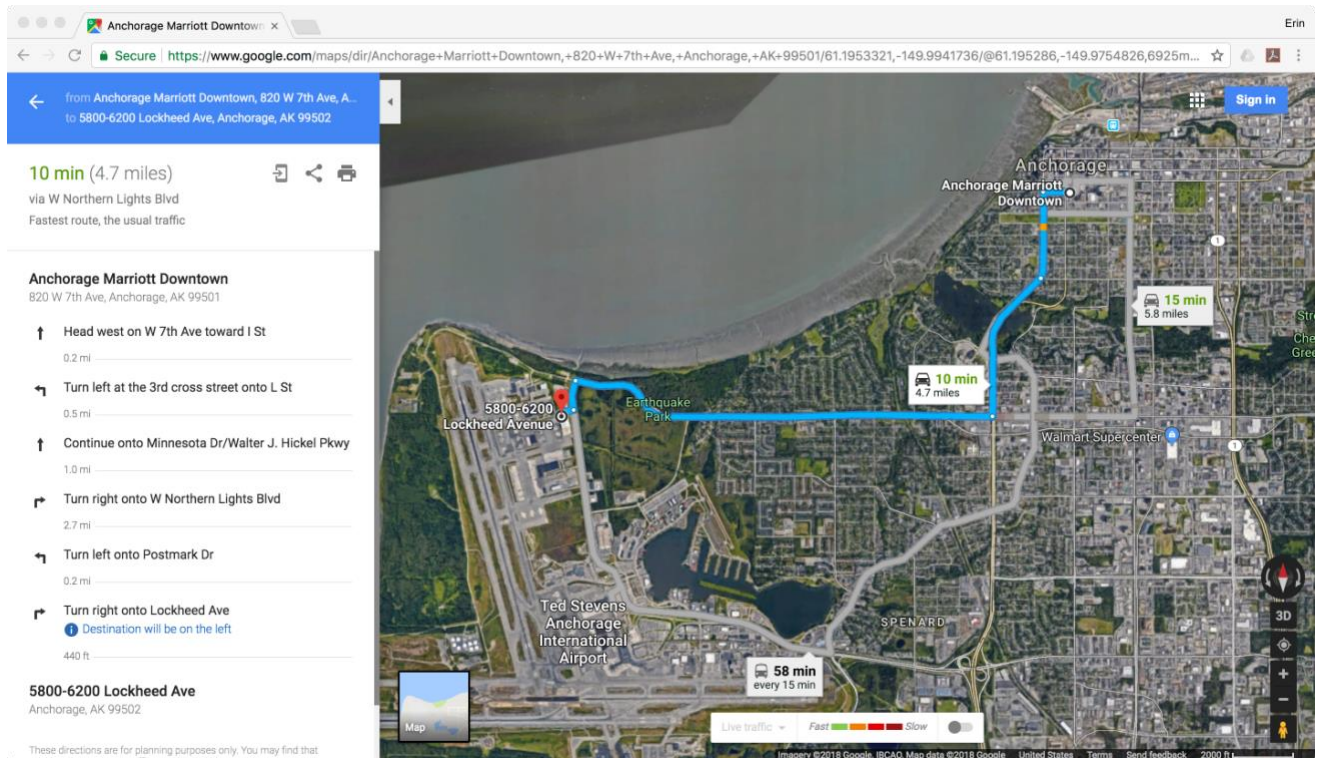 Anchorage Marriott Downtown ×
Erin
Secure | https://www.google.com/maps/dir/Anchorage+Marriott+Downtown,+820+W+7th+Ave,+Anchorage,+AK+99501/61.1953321,-149.9941736/@61.195286,-149.9754826,6925m...
from Anchorage Marriott Downtown, 820 W 7th Ave, A...
to 5800-6200 Lockheed Ave, Anchorage, AK 99502
10 min (4.7 miles)
via W Northern Lights Blvd
Fastest route, the usual traffic
Anchorage Marriott Downtown
820 W 7th Ave, Anchorage, AK 99501
Head west on W 7th Ave toward I St
0.2 mi
Turn left at the 3rd cross street onto L St
0.5 mi
Continue onto Minnesota Dr/Walter J. Hickel Pkwy
1.0 mi
Turn right onto W Northern Lights Blvd
2.7 mi
Turn left onto Postmark Dr
0.2 mi
Turn right onto Lockheed Ave
Destination will be on the left
440 ft
5800-6200 Lockheed Ave
Anchorage, AK 99502
These directions are for planning purposes only. You may find that
Sign in
Anchorage
Anchorage Marriott
Downtown
1
15 min
5.8 miles
Str
Che
Gree
10 min
4.7 miles
Earthquake
Park
5800-6200
Lockheed Avenue
Walmart Supercenter
1
Ted Stevens
Anchorage
International
Airport
SPENARD
3D
58 min
every 15 min
Map
Live traffic
Fast
Slow
Imagery ©2018 Google, IBCAO, Map data ©2018 Google
United States
Terms
Send feedback
2000 ft